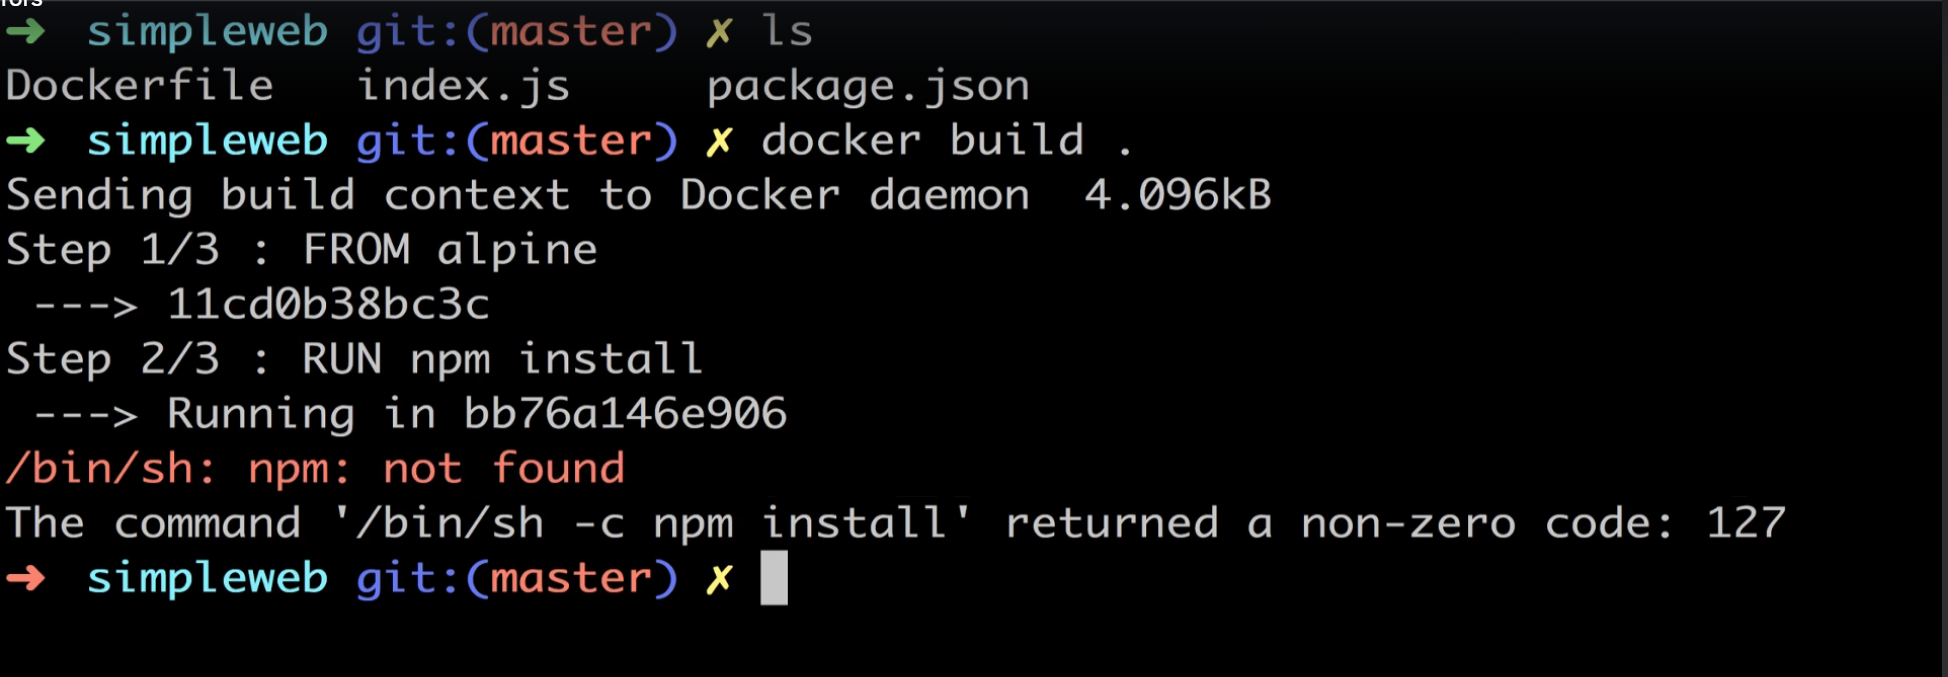 ➜  simpleweb git:(master) ✗ ls
Dockerfile   index.js     package.json
➜  simpleweb git:(master) ✗ docker build .
Sending build context to Docker daemon  4.096kB
Step 1/3 : FROM alpine
 ---> 11cd0b38bc3c
Step 2/3 : RUN npm install
 ---> Running in bb76a146e906
/bin/sh: npm: not found
The command '/bin/sh -c npm install' returned a non-zero code: 127
➜  simpleweb git:(master) ✗